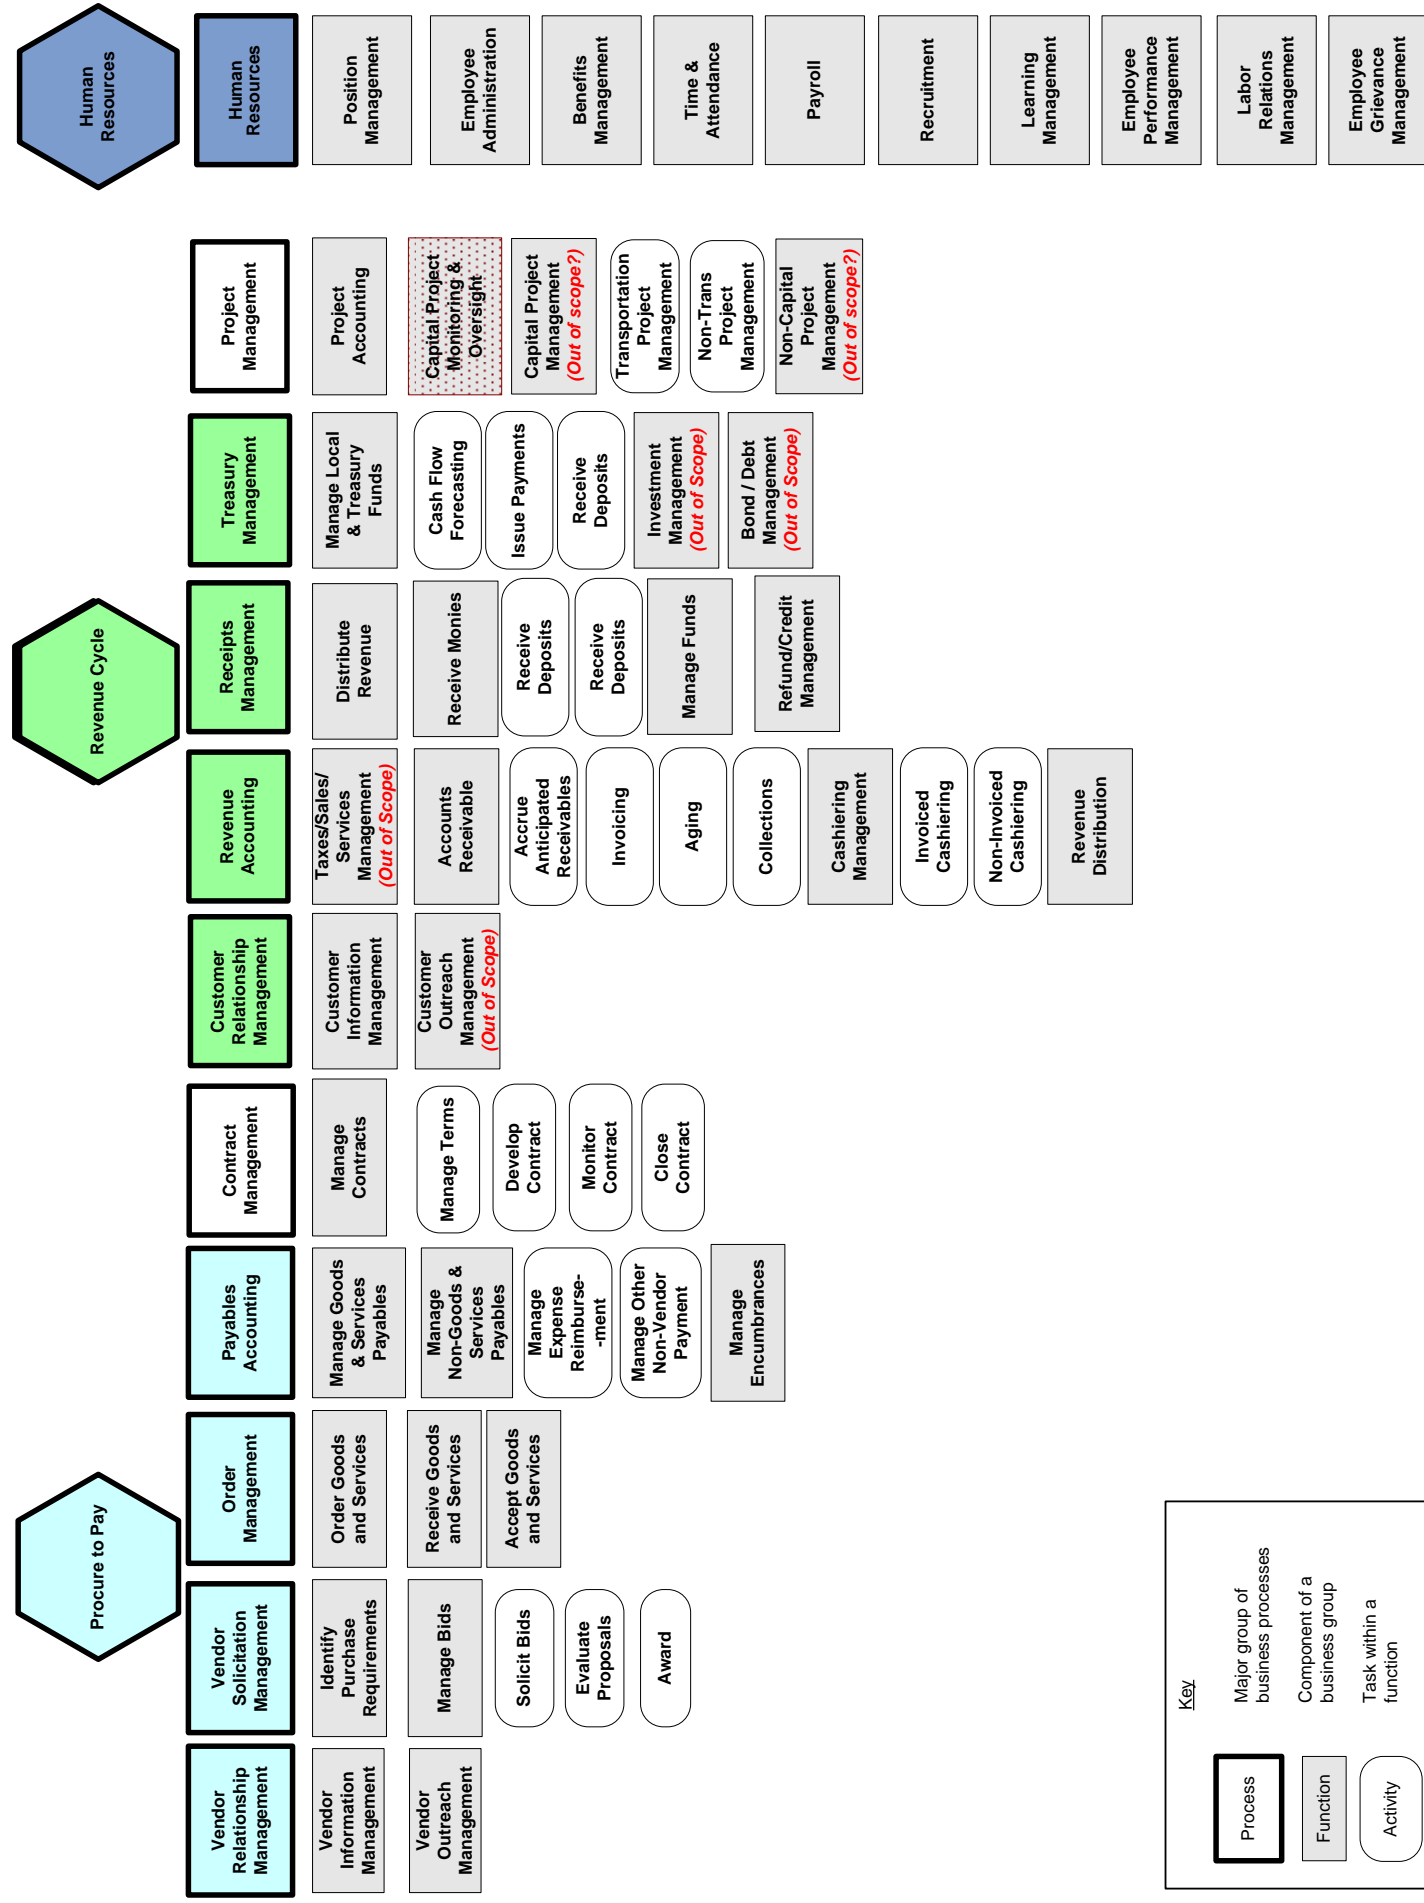 Procure to Pay
Revenue Cycle
Human
Resources
Vendor
Relationship
Management
Vendor
Information
Management
Vendor
Outreach
Management
Vendor
Solicitation
Management
Identify
Purchase
Requirements
Manage Bids
Solicit Bids
Evaluate
Proposals
Award
Order
Management
Order Goods
and Services
Receive Goods
and Services
Accept Goods
and Services
Payables
Accounting
Manage Goods
& Services
Payables
Manage
Non-Goods &
Services
Payables
Manage
Expense
Reimburse-
-ment
Manage Other
Non-Vendor
Payment
Manage
Encumbrances
Contract
Management
Manage
Contracts
Manage Terms
Develop
Contract
Monitor
Contract
Close
Contract
Customer
Relationship
Management
Customer
Information
Management
Customer
Outreach
Management
(Out of Scope)
Revenue
Accounting
Taxes/Sales/
Services
Management
(Out of Scope)
Accounts
Receivable
Accrue
Anticipated
Receivables
Invoicing
Aging
Collections
Cashiering
Management
Invoiced
Cashiering
Non-Invoiced
Cashiering
Revenue
Distribution
Receipts
Management
Distribute
Revenue
Receive Monies
Receive
Deposits
Receive
Deposits
Manage Funds
Refund/Credit
Management
Treasury
Management
Manage Local
& Treasury
Funds
Cash Flow
Forecasting
Issue Payments
Receive
Deposits
Investment
Management
(Out of Scope)
Bond / Debt
Management
(Out of Scope)
Project
Management
Project
Accounting
Capital Project
Monitoring &
Oversight
Capital Project
Management
(Out of scope?)
Transportation
Project
Management
Non-Trans
Project
Management
Non-Capital
Project
Management
(Out of scope?)
Human
Resources
Position
Management
Employee
Administration
Benefits
Management
Time &
Attendance
Payroll
Recruitment
Learning
Management
Employee
Performance
Management
Labor
Relations
Management
Employee
Grievance
Management
Key
Process
Major group of
business processes
Function
Component of a
business group
Activity
Task within a
function